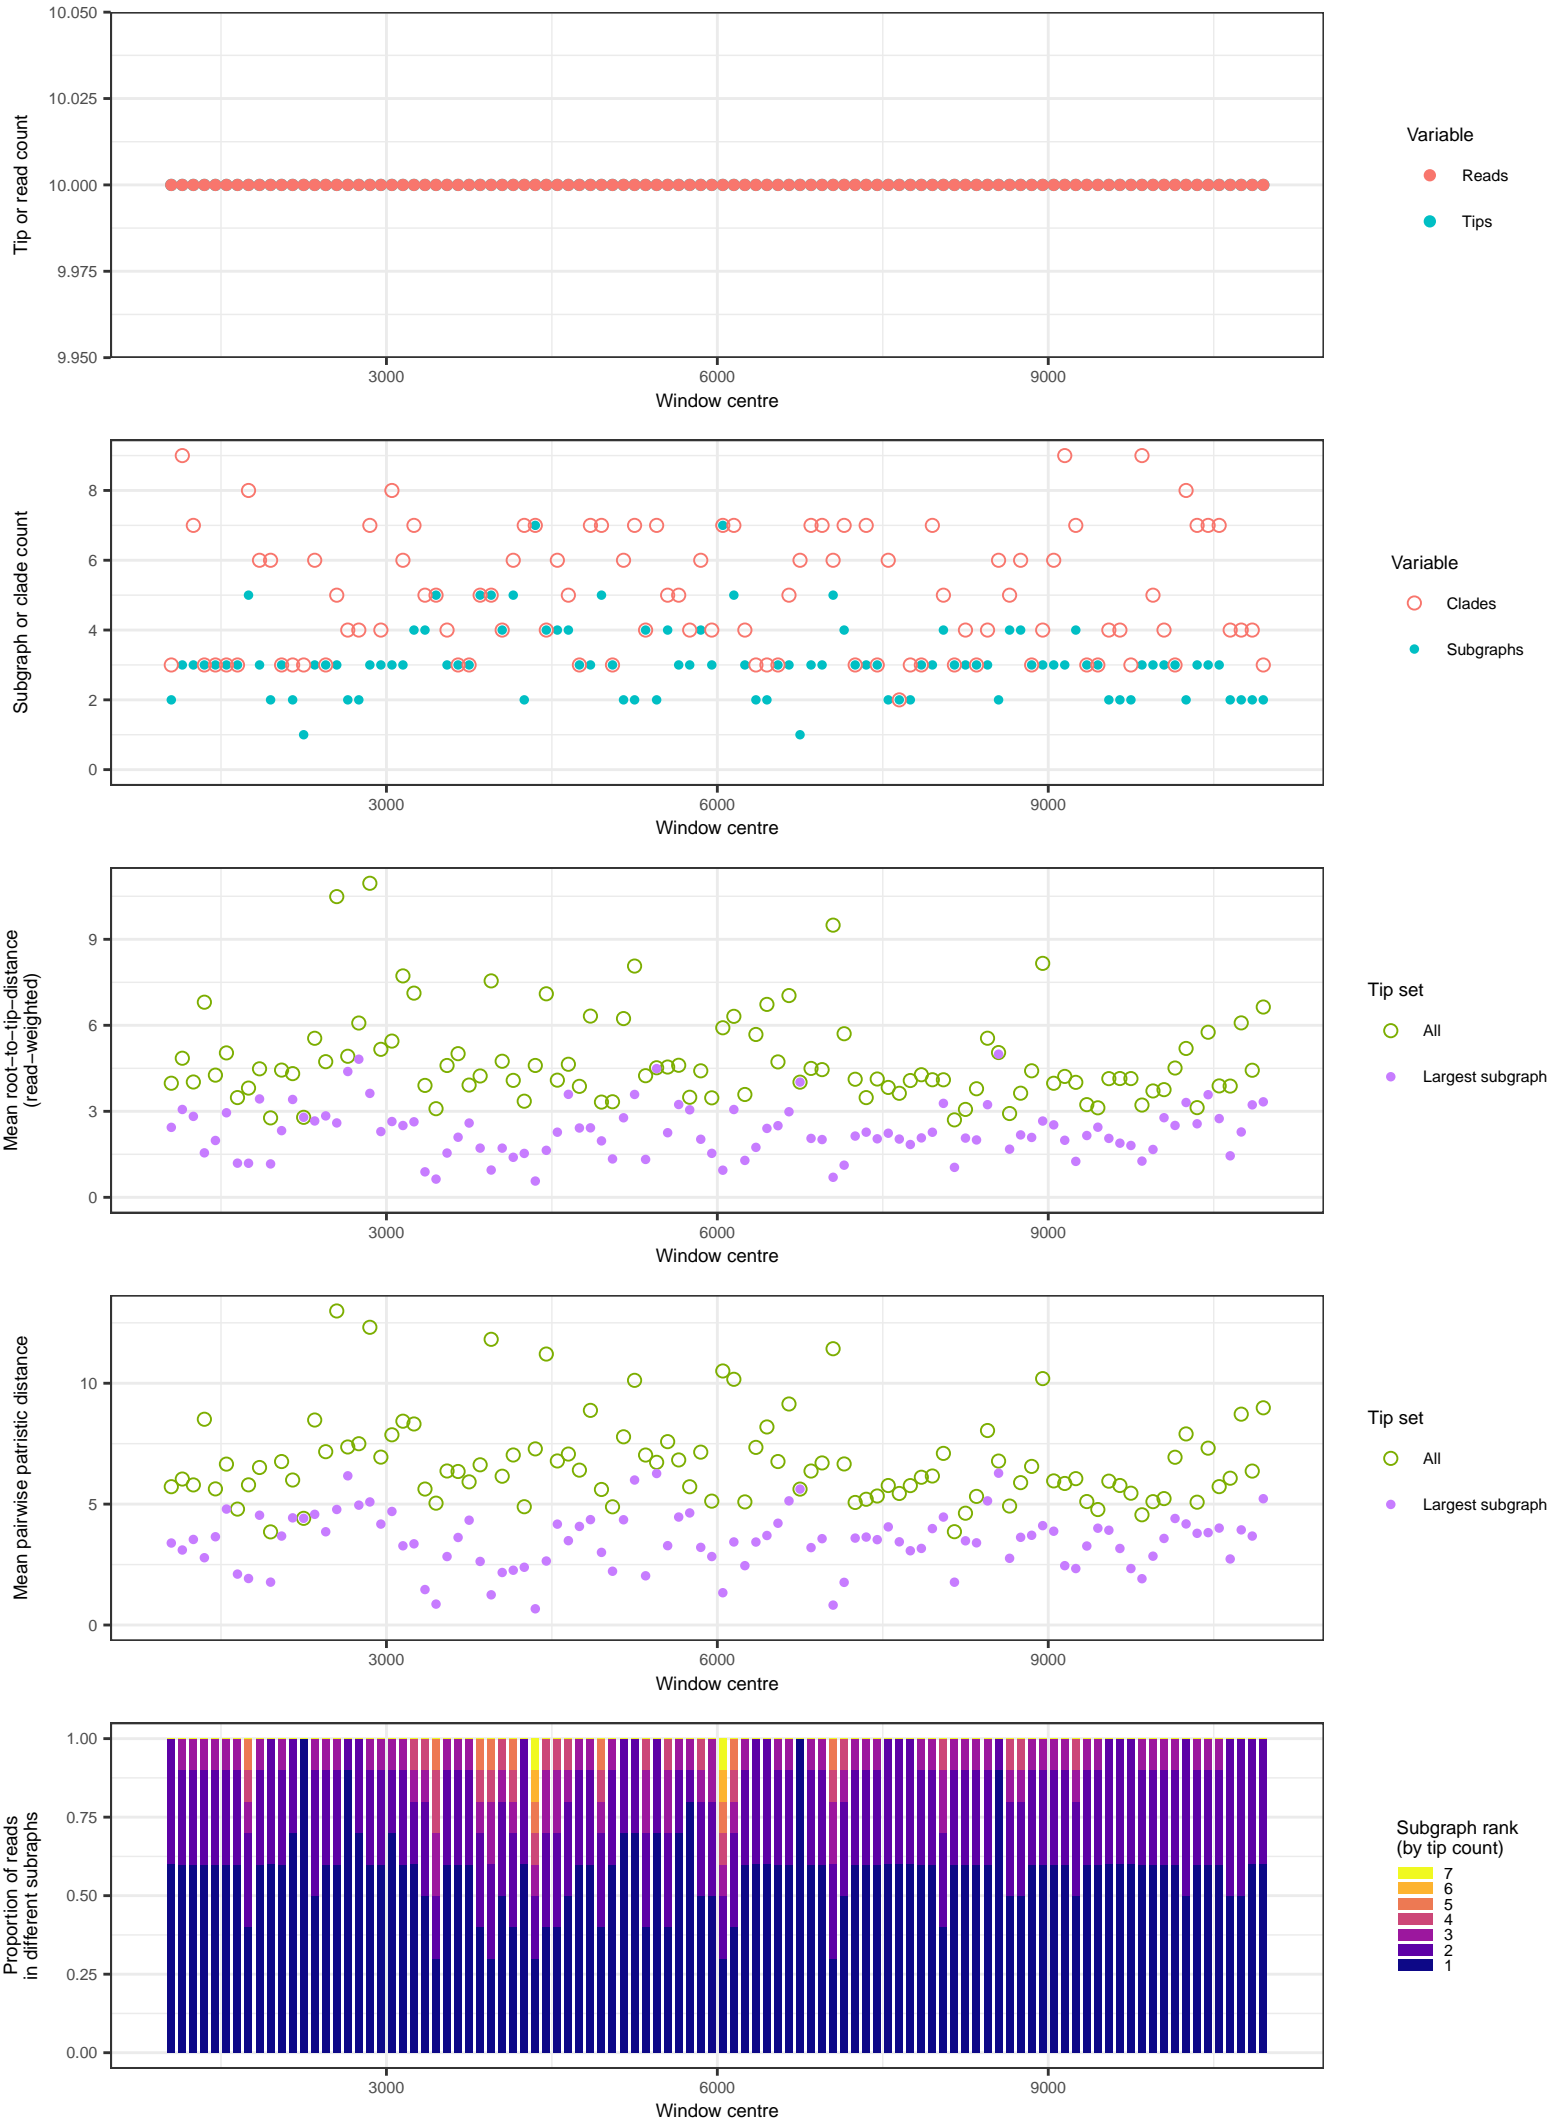 10.050
10.025
10.000
9.975
9.950
Tip or read count
3000
6000
9000
Window centre
Variable
Reads
Tips
8
6
4
2
0
Subgraph or clade count
3000
6000
9000
Window centre
Variable
Clades
Subgraphs
9
6
3
0
Mean root−to−tip−distance
(read−weighted)
3000
6000
9000
Window centre
Tip set
All
Largest subgraph
10
5
0
Mean pairwise patristic distance
3000
6000
9000
Window centre
Tip set
All
Largest subgraph
1.00
0.75
0.50
0.25
0.00
Proportion of reads
in different subgraphs
3000
6000
9000
Window centre
Subgraph rank
(by tip count)
7
6
5
4
3
2
1